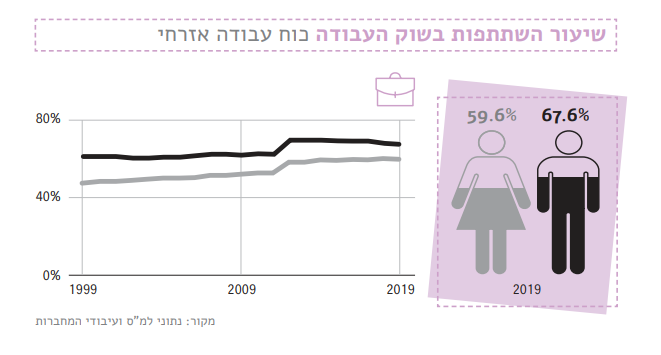 שיעור השתתפות בשוק העבודה כוח עבודה אזרחי
59.6% 67.6%
80%
40%
0%
1999 2009 2019
2019
מקור: נתוני למ"ס ועיבודי המחברות